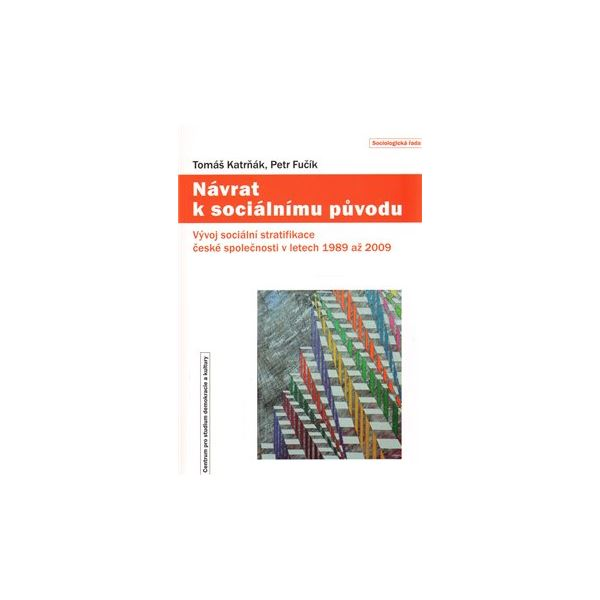 Sociologická řada
Tomáš Katrňák, Petr Fučík
Návrat
k sociálnímu původu
Vývoj sociální stratifikace
české společnosti v letech 1989 až 2009
Centrum pro studium demokracie a kultury